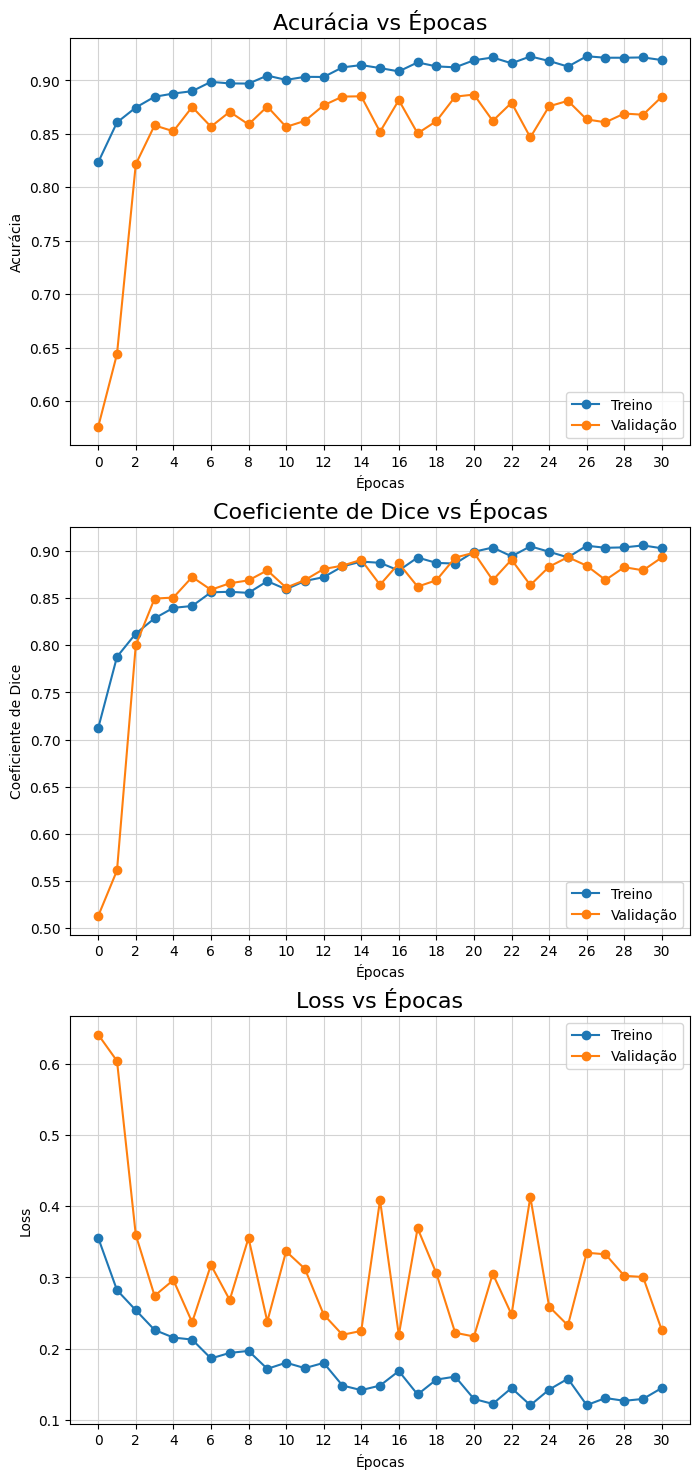 Acurácia vs Épocas
Acurácia
0.90
0.85
0.80
0.75
0.70
0.65
0.60
Treino
Validação
0 2 4 6 8 10 12 14 16 18 20 22 24 26 28 30
Épocas
Coeficiente de Dice vs Épocas
Coeficiente de Dice
0.90
0.85
0.80
0.75
0.70
0.65
0.60
0.55
0.50
Treino
Validação
0 2 4 6 8 10 12 14 16 18 20 22 24 26 28 30
Épocas
Loss vs Épocas
Loss
Treino
Validação
0.6
0.5
0.4
0.3
0.2
0.1
0 2 4 6 8 10 12 14 16 18 20 22 24 26 28 30
Épocas